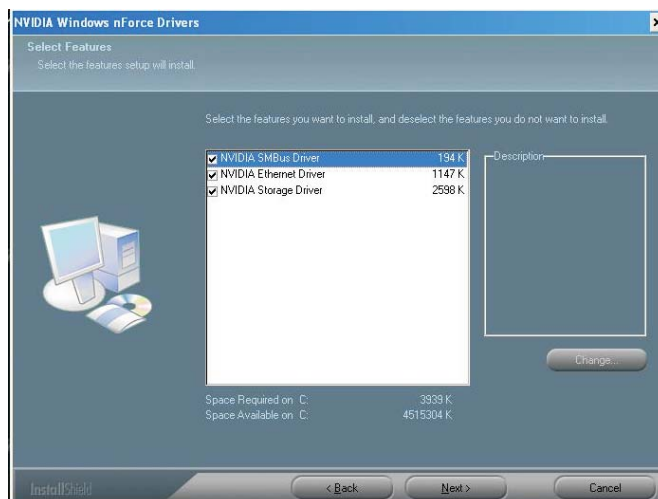 NVIDIA Windows nForce Drivers
Select Features
Select the features setup will install.
Select the features you want to install, and deselect the features you do not want to install.
NVIDIA SMBus Driver 194 K
NVIDIA Ethernet Driver 1147 K
NVIDIA Storage Driver 2598 K
Description
Change...
Space Required on C: 3939 K
Space Available on C: 4515304 K
InstallShield
< Back
Next >
Cancel